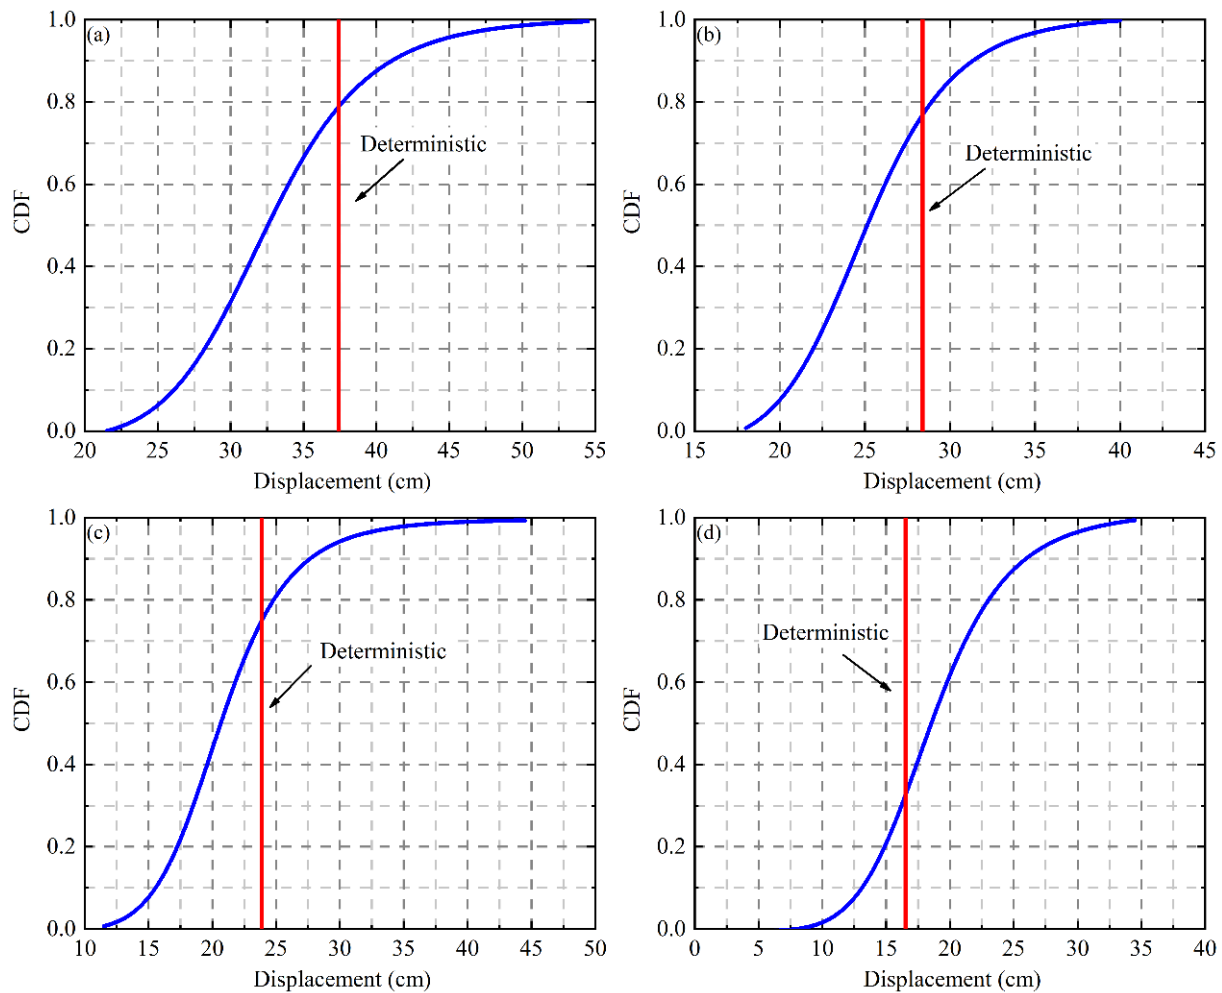 (a)
1.0
0.8
0.6
0.4
0.2
0.0
CDF
Deterministic
20 25 30 35 40 45 50 55
Displacement (cm)
(b)
1.0
0.8
0.6
0.4
0.2
0.0
CDF
Deterministic
15 20 25 30 35 40 45
Displacement (cm)
(c)
1.0
0.8
0.6
0.4
0.2
0.0
CDF
Deterministic
10 15 20 25 30 35 40 45 50
Displacement (cm)
(d)
1.0
0.8
0.6
0.4
0.2
0.0
CDF
Deterministic
0 5 10 15 20 25 30 35 40
Displacement (cm)